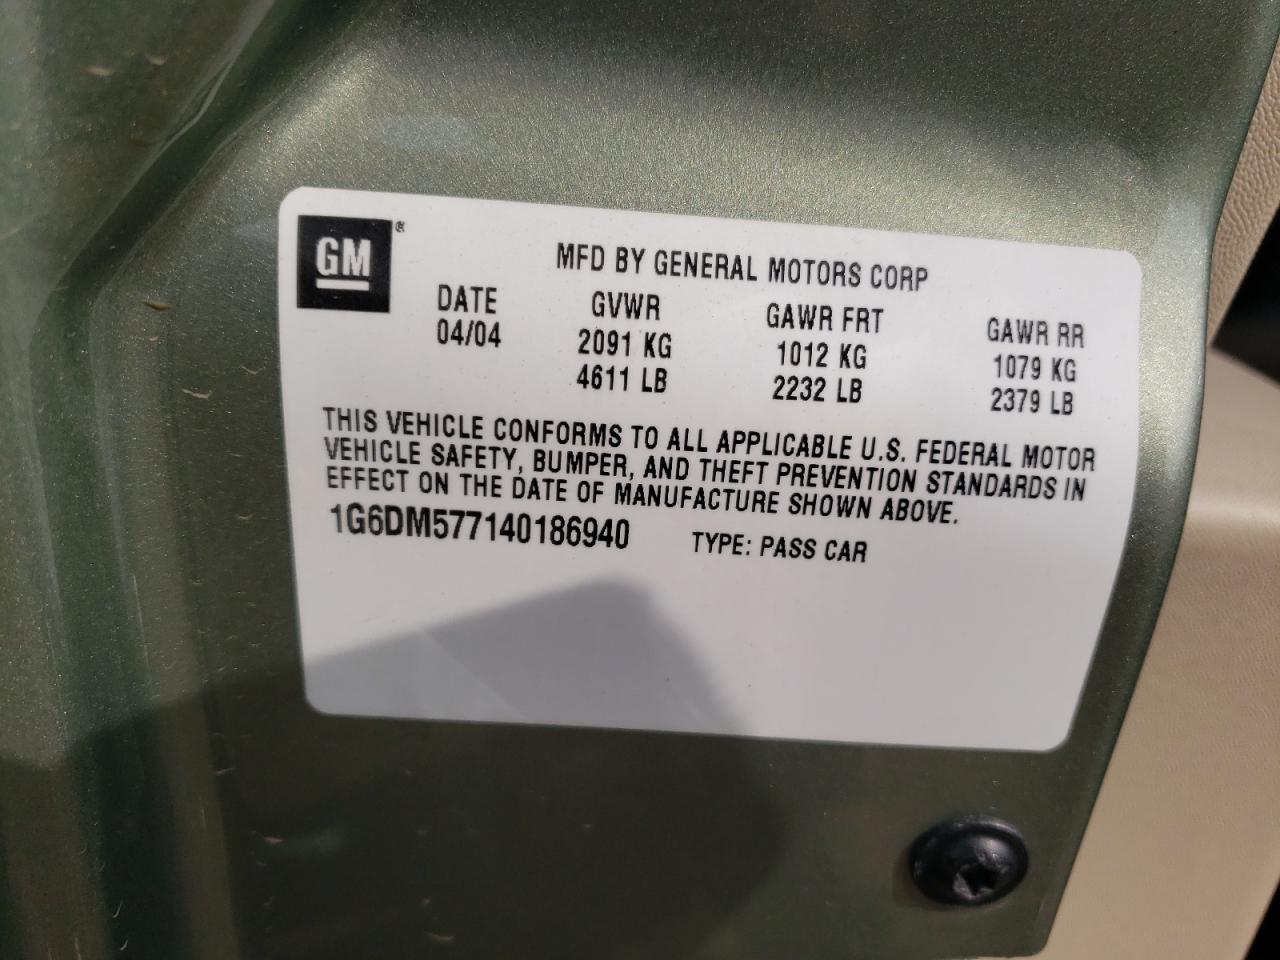 GM ®
MFD BY GENERAL MOTORS CORP
DATE GVWR GAWR FRT GAWR RR
04/04 2091 KG 1012 KG 1079 KG
4611 LB 2232 LB 2379 LB
THIS VEHICLE CONFORMS TO ALL APPLICABLE U.S. FEDERAL MOTOR
VEHICLE SAFETY, BUMPER, AND THEFT PREVENTION STANDARDS IN
EFFECT ON THE DATE OF MANUFACTURE SHOWN ABOVE.
1G6DM577140186940 TYPE: PASS CAR